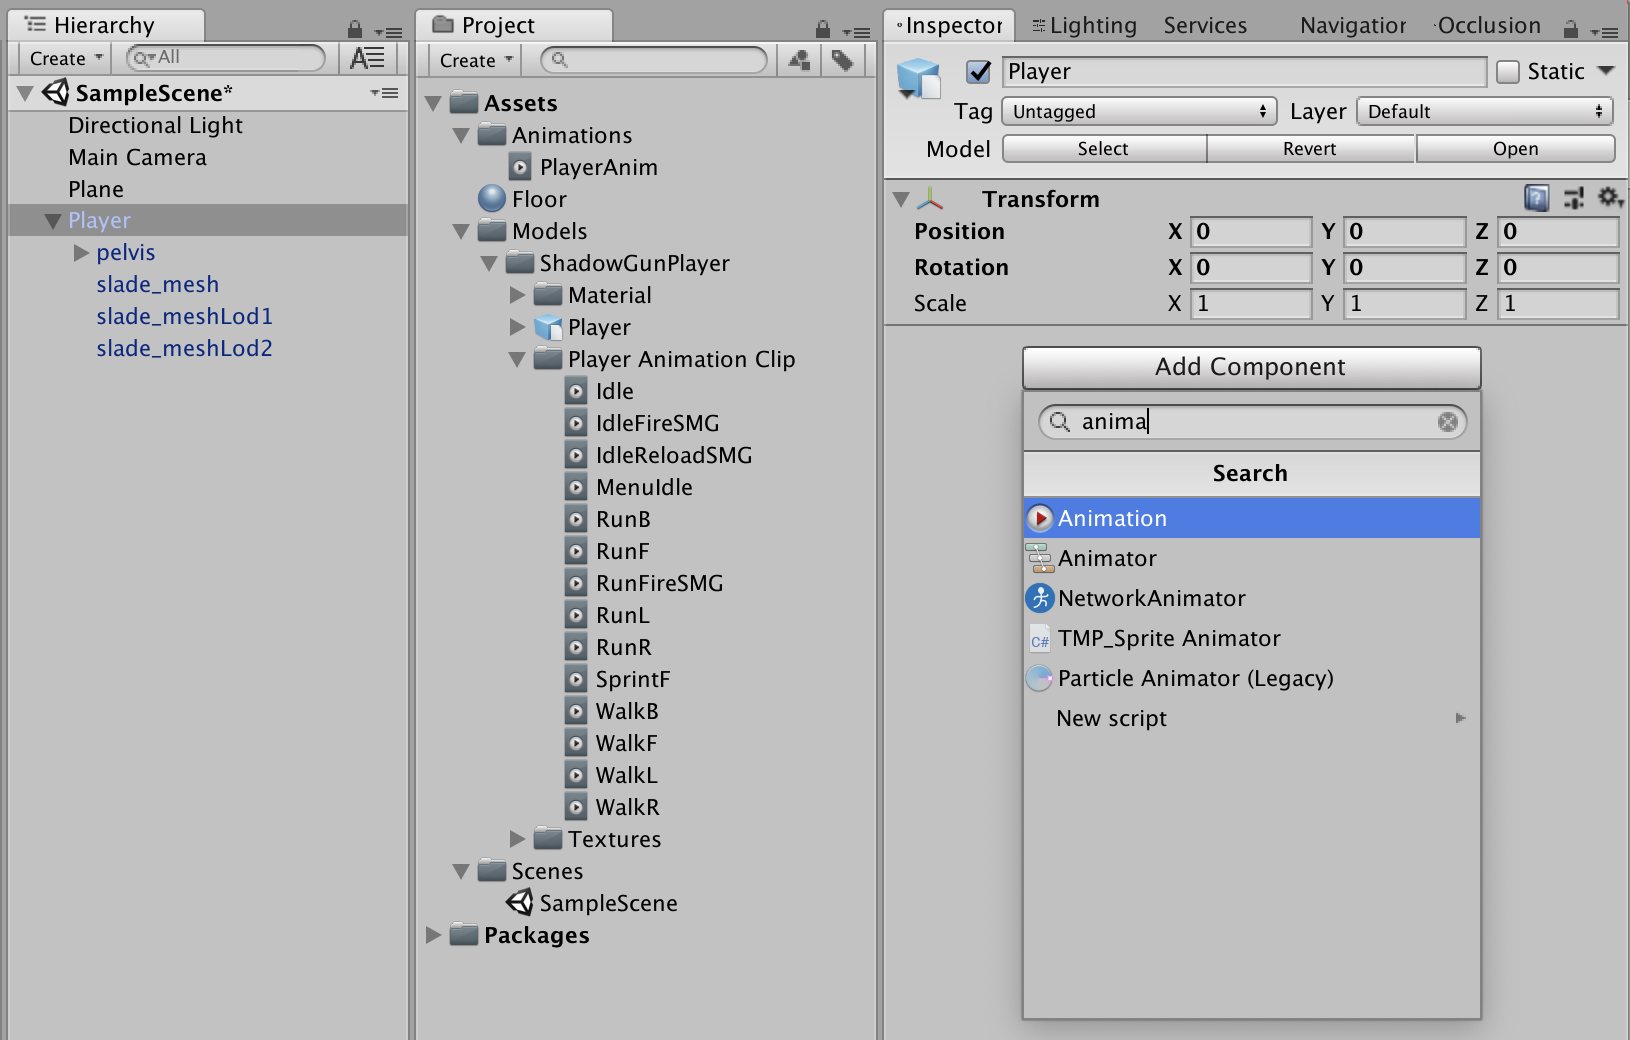 Hierarchy
Create
All
SampleScene*
Directional Light
Main Camera
Plane
Player
pelvis
slade_mesh
slade_meshLod1
slade_meshLod2
Project
Create
Assets
Animations
PlayerAnim
Floor
Models
ShadowGunPlayer
Material
Player
Player Animation Clip
Idle
IdleFireSMG
IdleReloadSMG
MenuIdle
RunB
RunF
RunFireSMG
RunL
RunR
SprintF
WalkB
WalkF
WalkL
WalkR
Textures
Scenes
SampleScene
Packages
Inspector Lighting Services Navigation Occlusion
Player Static
Tag Untagged Layer Default
Model Select Revert Open
Transform
Position X 0 Y 0 Z 0
Rotation X 0 Y 0 Z 0
Scale X 1 Y 1 Z 1
Add Component
anima
Search
Animation
Animator
NetworkAnimator
C# TMP_Sprite Animator
Particle Animator (Legacy)
New script